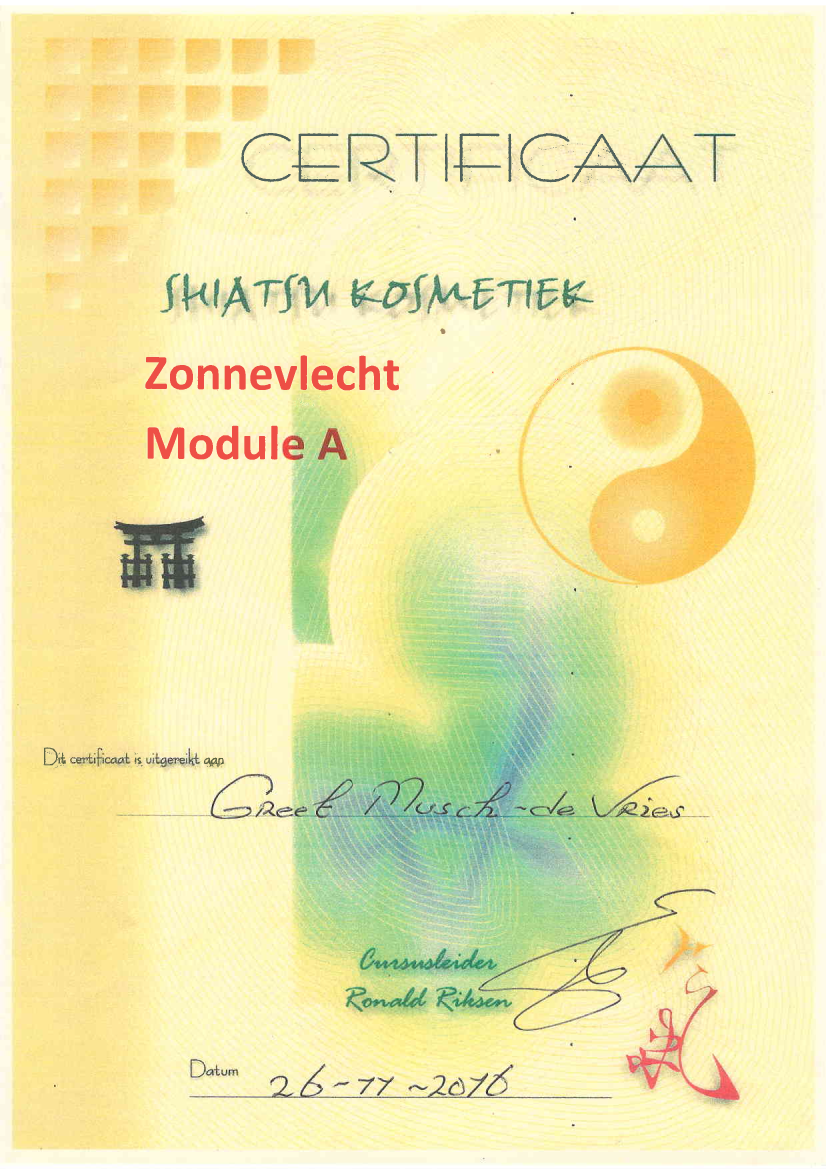 CERTIFICAAT
SHIATSU KOSMETIEK
Zonnevlecht
Module A
Dit certificaat is uitgereikt aan
Greet Musch-de Vries
Cursusleider
Ronald Riksen
Datum 26-11-2016